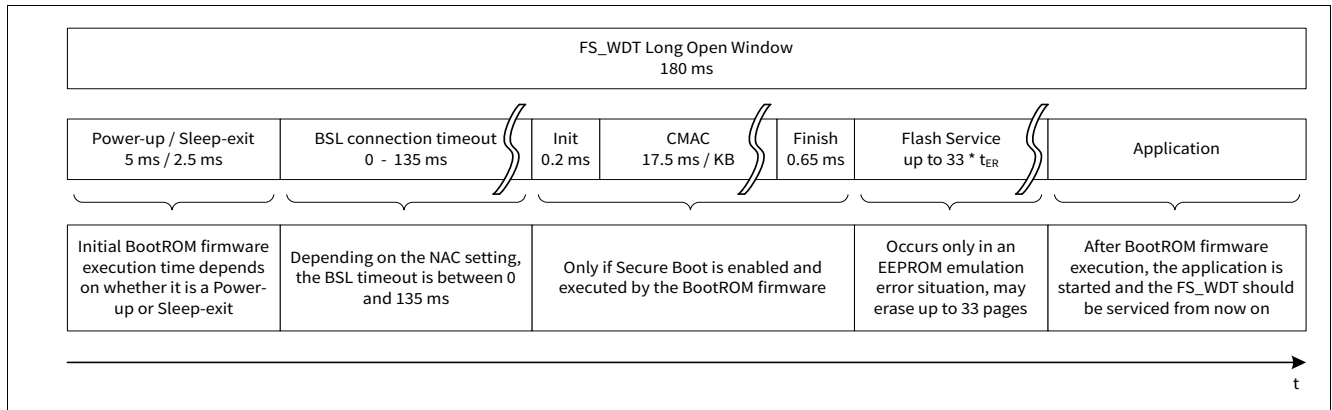 FS_WDT Long Open Window
180 ms
Power-up / Sleep-exit
5 ms / 2.5 ms
BSL connection timeout
0 - 135 ms
Init
0.2 ms
CMAC
17.5 ms / KB
Finish
0.65 ms
Flash Service
up to 33 * tER
Application
Initial BootROM firmware
execution time depends
on whether it is a Power-
up or Sleep-exit
Depending on the NAC setting,
the BSL timeout is between 0
and 135 ms
Only if Secure Boot is enabled and
executed by the BootROM firmware
Occurs only in an
EEPROM emulation
error situation, may
erase up to 33 pages
After BootROM firmware
execution, the application is
started and the FS_WDT should
be serviced from now on
t